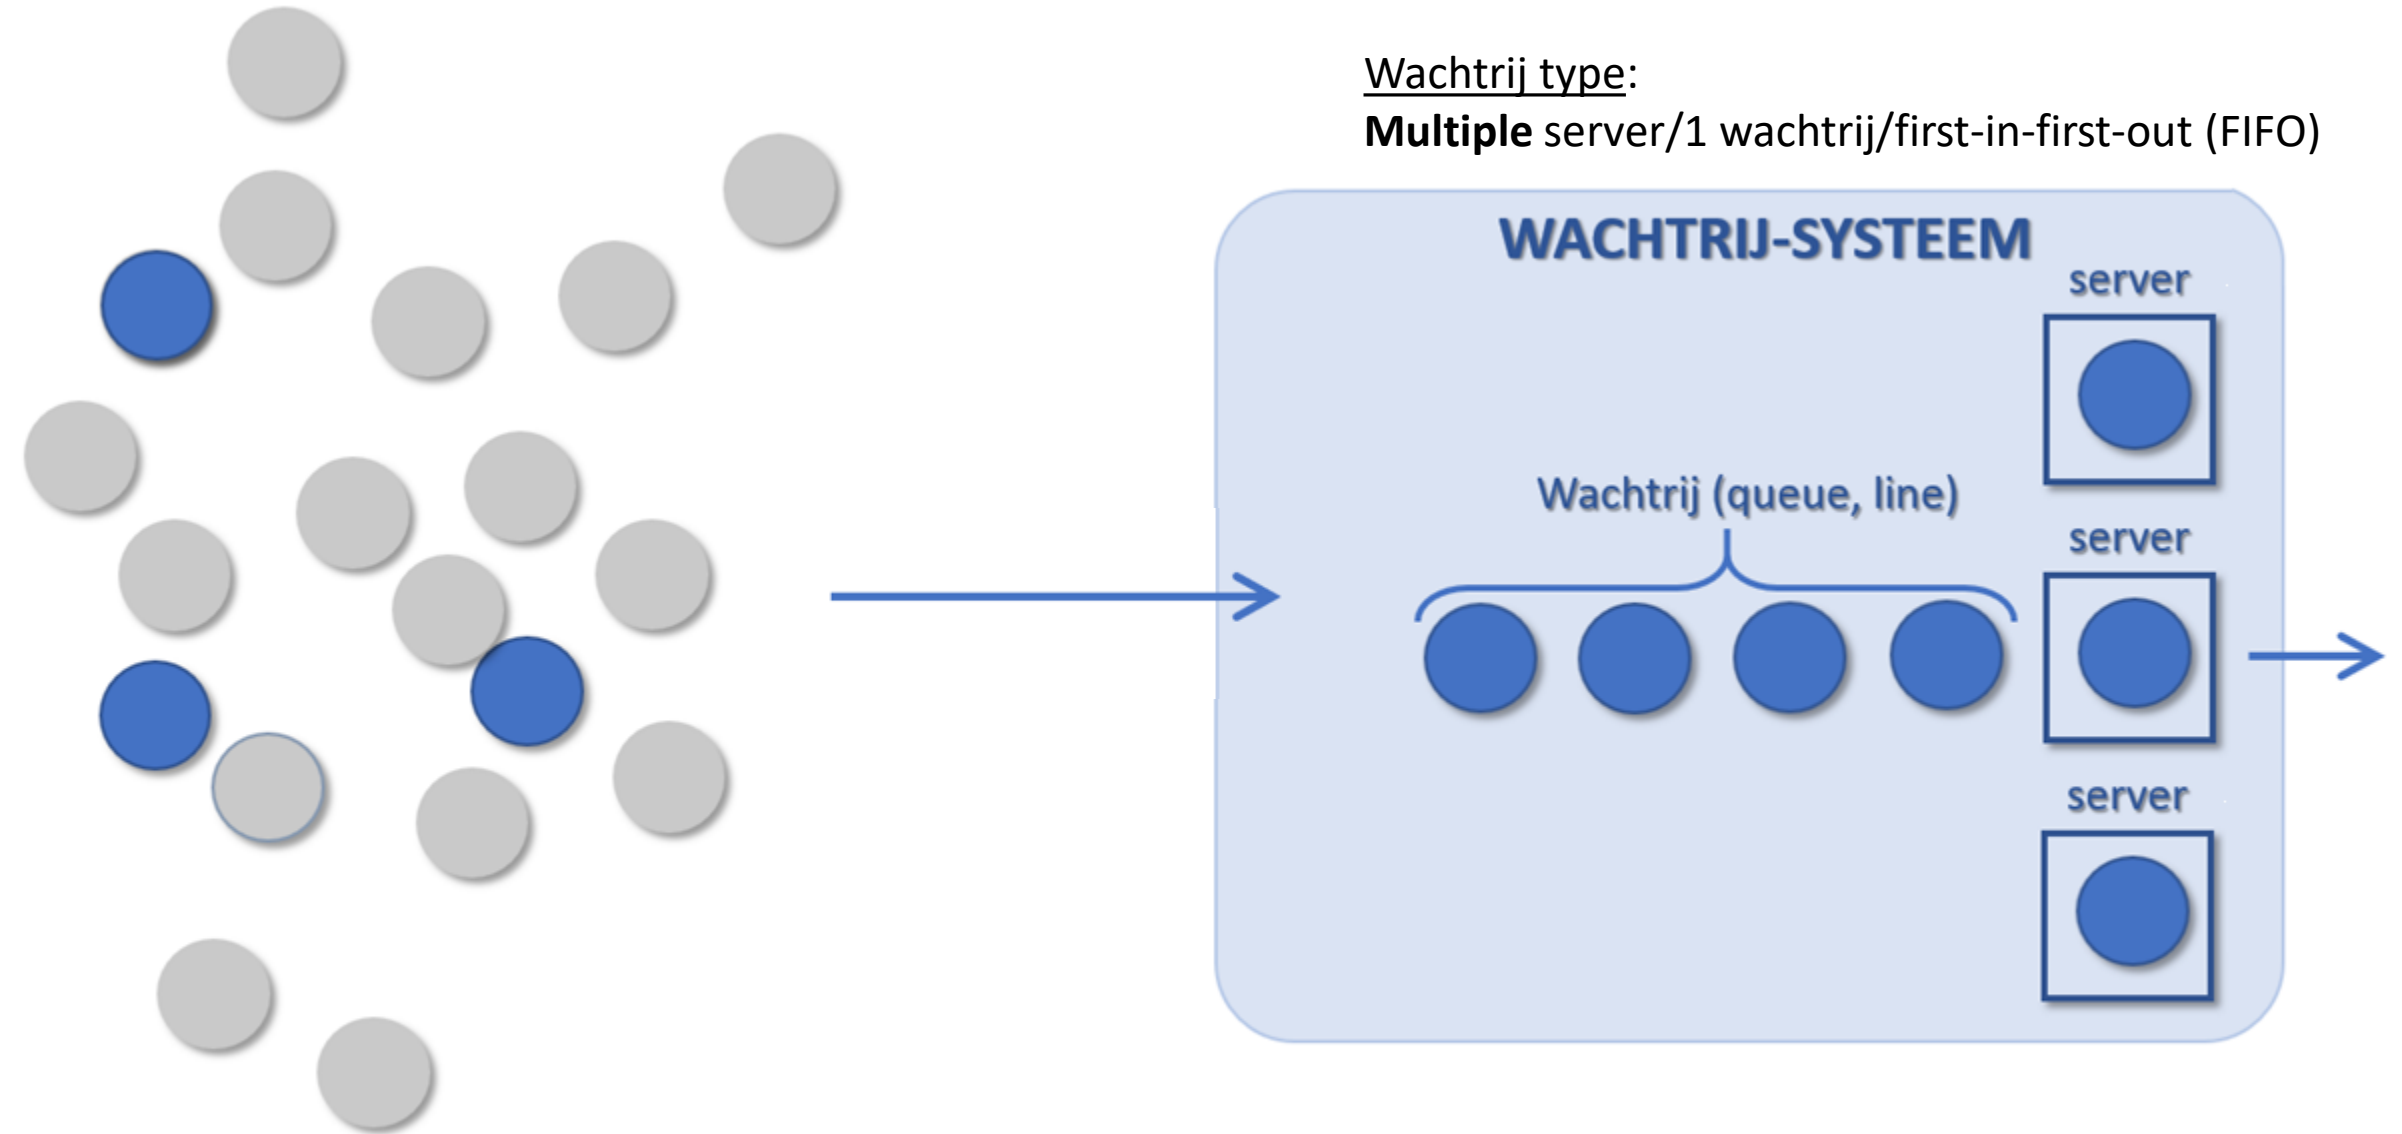 Wachtrij type:
Multiple server/1 wachtrij/first-in-first-out (FIFO)
WACHTRIJ-SYSTEEM
server
Wachtrij (queue, line)
server
server